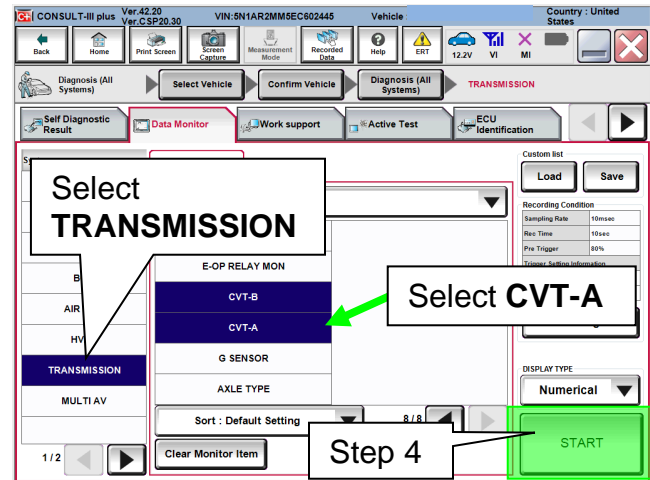 CONSULT-III plus
Ver.42.20
Ver.CSP20.30
VIN:5N1AR2MM5EC602445
Vehicle
Country : United
States
Back
Home
Print Screen
Screen
Capture
Measurement
Mode
Recorded
Data
Help
ERT
12.2V
VI
MI
Diagnosis (All
Systems)
Select Vehicle
Confirm Vehicle
Diagnosis (All
Systems)
TRANSMISSION
Self Diagnostic
Result
Data Monitor
Work support
Active Test
ECU
Identification
Select
TRANSMISSION
Custom list
Load
Save
Recording Condition
Sampling Rate
10msec
Rec Time
10sec
Pre Trigger
80%
Trigger Setting Information
E-OP RELAY MON
CVT-B
Select CVT-A
AIR
CVT-A
HV
G SENSOR
TRANSMISSION
DISPLAY TYPE
AXLE TYPE
Numerical
MULTI AV
Sort : Default Setting
8 / 8
Step 4
START
1 / 2
Clear Monitor Item